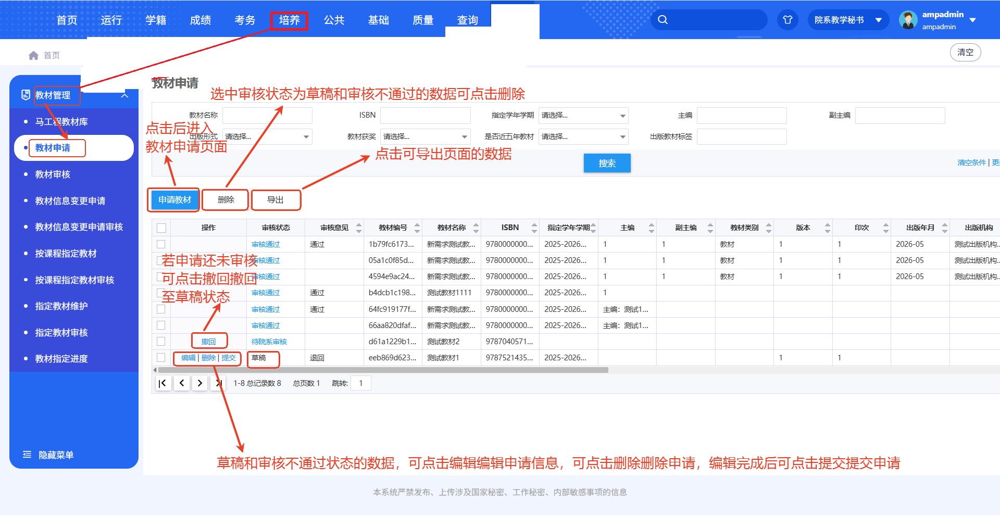 首页 运行 学籍 成绩 考务 培养 公共 基础 质量 查询
院系教学秘书
ampadmin
ampadmin
首页
清空
教材管理
马工程教材库
教材申请
教材审核
教材信息变更申请
教材信息变更申请审核
按课程指定教材
按课程指定教材审核
指定教材维护
指定教材审核
教材指定进度
隐藏菜单
教材申请
选中审核状态为草稿和审核不通过的数据可点击删除
教材名称 ISBN 指定学年学期 请选择... 主编 副主编
点击后进入
教材申请页面
出版形式 请选择... 教材获奖 请选择... 是否近五年教材 请选择... 出版教材标签
点击可导出页面的数据
搜索
清空条件 |
申请教材 删除 导出
操作 审核状态 审核意见 教材编号 教材名称 ISBN 指定学年学期 主编 副主编 教材类别 版本 印次 出版年月 出版机构
审核通过 通过 1b79fc6173... 新需求测试教... 9780000000... 2025-2026... 1 1 教材 1 1 2026-05 测试出版机构...
审核通过 05a1c0f85d... 新需求测试教... 9780000000... 2025-2026... 1 1 教材 1 1 2026-05 测试出版机构...
审核通过 4594e9ac24... 新需求测试教... 9780000000... 2025-2026... 1 1 教材 1 1 2026-05 测试出版机构...
审核通过 通过 b4dcb1c198... 测试教材1111 9780000000... 2025-2026... 1
审核通过 通过 64fc919177f... 新需求测试教... 9780000000... 2025-2026... 主编：测试1...
审核通过 66aa820dfaf... 新需求测试教... 9780000000... 2025-2026... 主编：测试1...
撤回 待院系审核 d61a1229b1... 测试教材2 9787040571...
编辑 | 删除 | 提交 草稿 退回 eeb869d623... 测试教材1 9787521435... 2025-2026... 1 1
若申请还未审核
可点击撤回撤回
至草稿状态
1-8 总记录数 8 总页数 1 跳转: 1
草稿和审核不通过状态的数据，可点击编辑编辑申请信息，可点击删除删除申请，编辑完成后可点击提交提交申请
本系统严禁发布、上传涉及国家秘密、工作秘密、内部敏感事项的信息